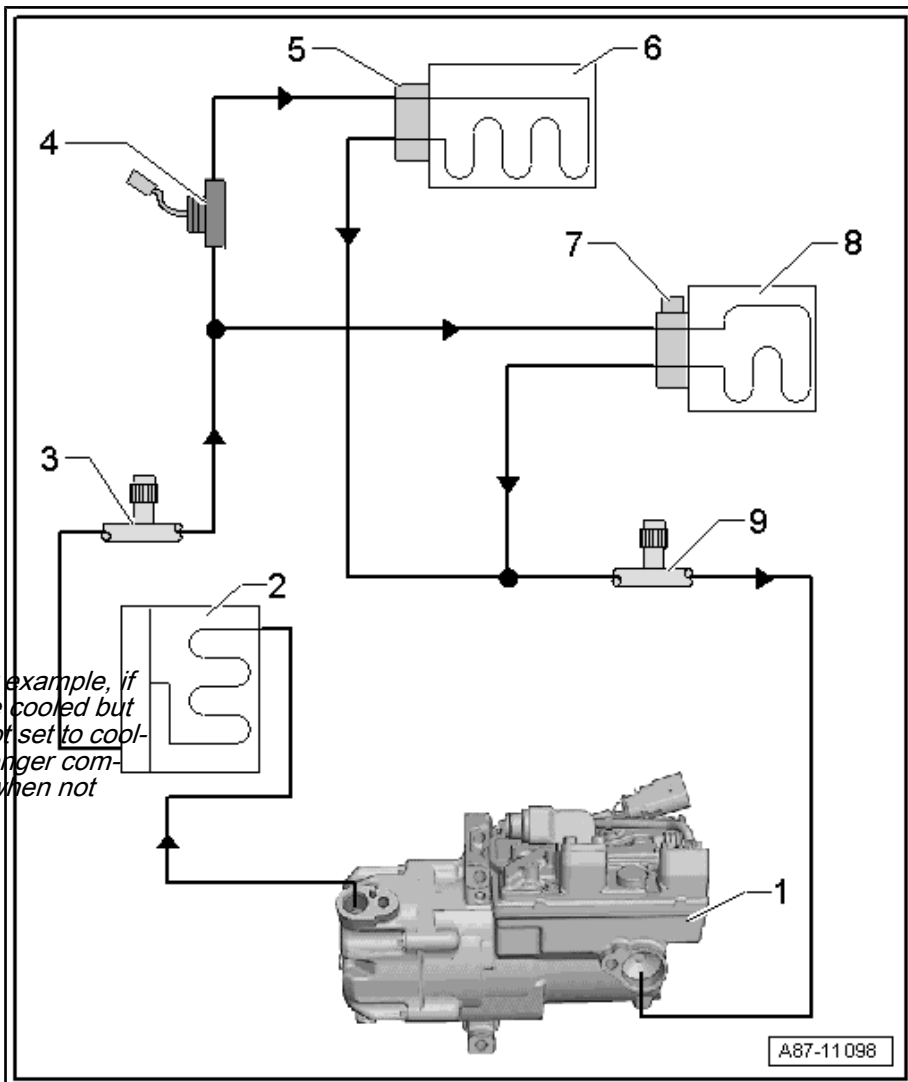 5
6
4
7
8
3
9
2
example, if
cooled but
ot set to cool-
nger com-
when not
1
A87-11098